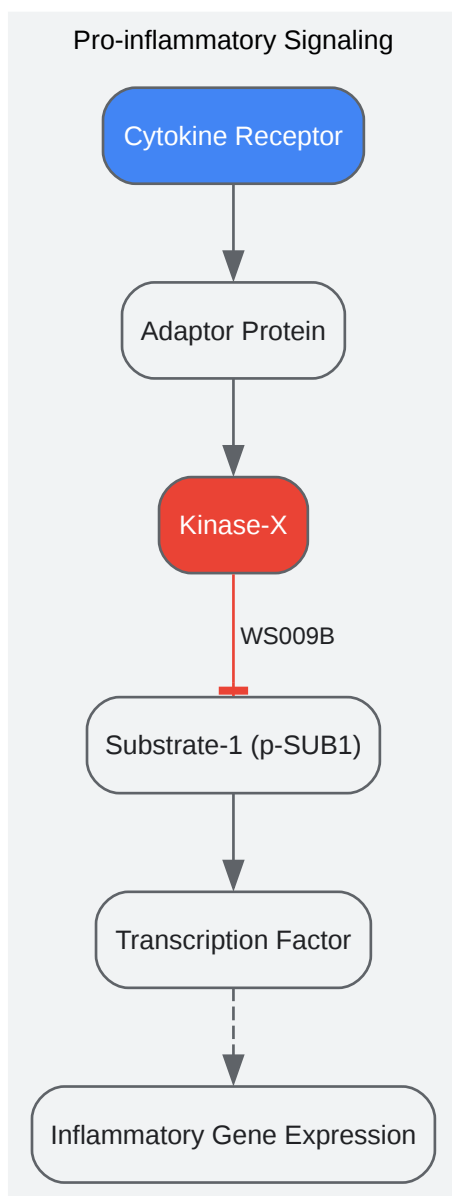 Pro-inflammatory Signaling
Cytokine Receptor
Adaptor Protein
Kinase-X
WS009B
Substrate-1 (p-SUB1)
Transcription Factor
Inflammatory Gene Expression